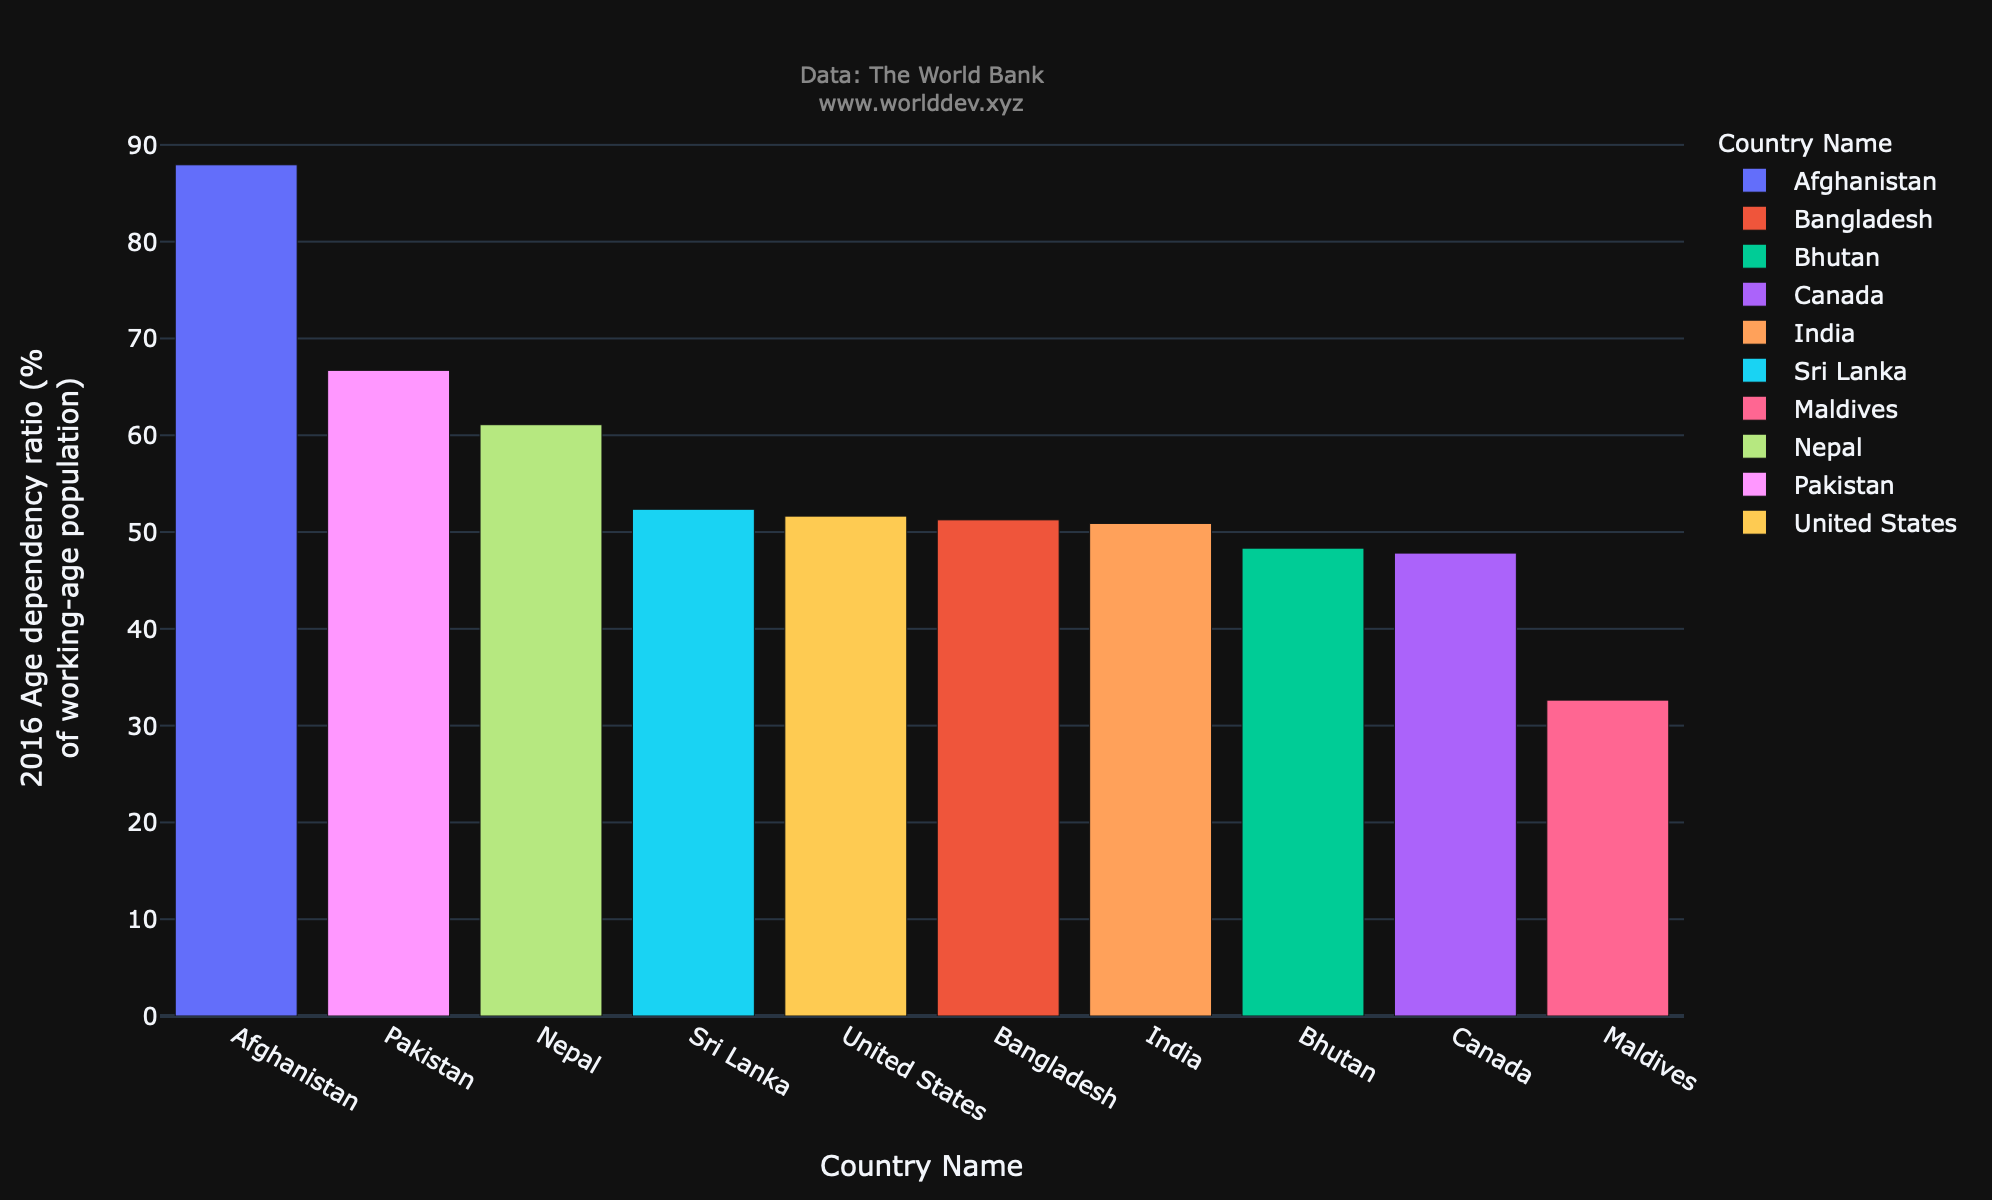 Data: The World Bank
www.worlddev.xyz
2016 Age dependency ratio (%
of working-age population)
90
80
70
60
50
40
30
20
10
0
Afghanistan
Pakistan
Nepal
Sri Lanka
United States
Bangladesh
India
Bhutan
Canada
Maldives
Country Name
Country Name
Afghanistan
Bangladesh
Bhutan
Canada
India
Sri Lanka
Maldives
Nepal
Pakistan
United States